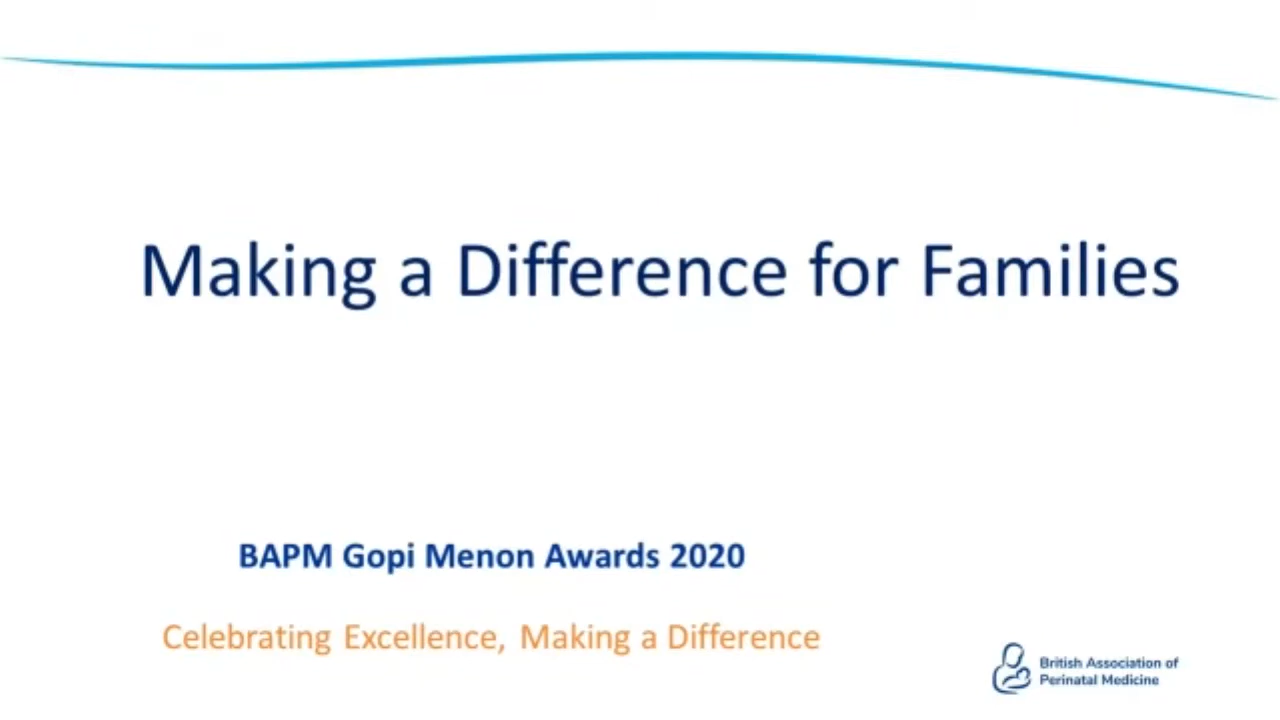 Making a Difference for Families
BAPM Gopi Menon Awards 2020
Celebrating Excellence, Making a Difference
British Association of
Perinatal Medicine